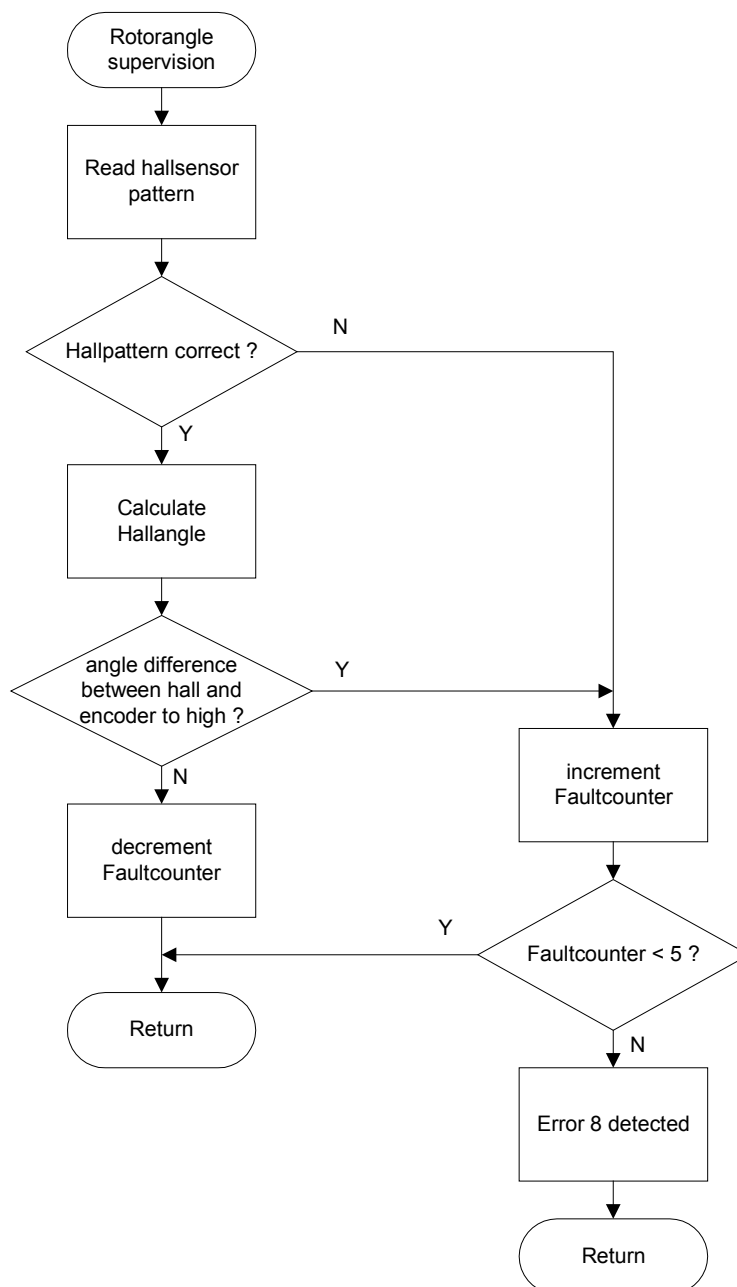 Rotorangle
supervision
Read hallsensor
pattern
Hallpattern correct ?
N
Y
Calculate
Hallangle
angle difference
between hall and
encoder to high ?
Y
N
increment
Faultcounter
decrement
Faultcounter
Y
Faultcounter < 5 ?
Return
N
Error 8 detected
Return